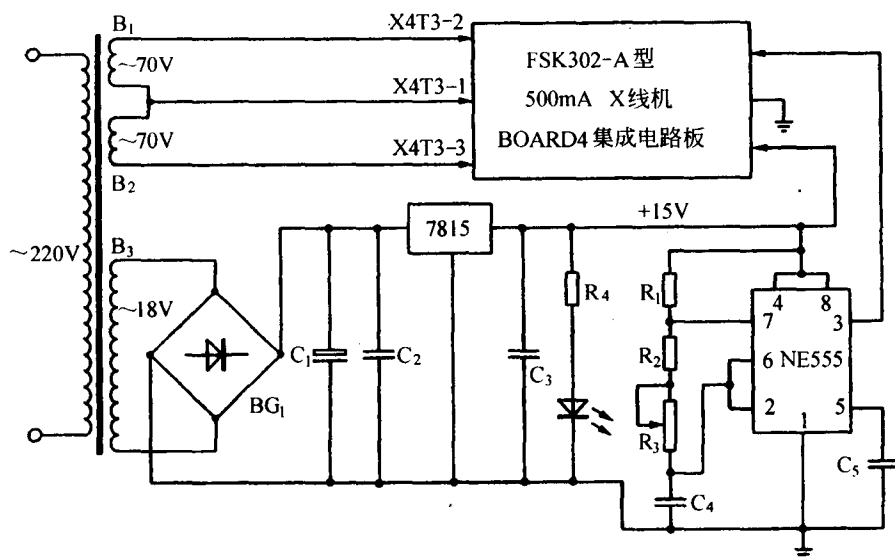 B₁
X4T3-2
~70V
X4T3-1
~70V
X4T3-3
B₂
FSK302-A型
500mA X线机
BOARD4集成电路板
~220V
B₃
~18V
BG₁
7815
+15V
C₁
C₂
C₃
R₄
R₁
R₂
R₃
C₄
4 8
7 3
6 NE555
2 5
1
C₅